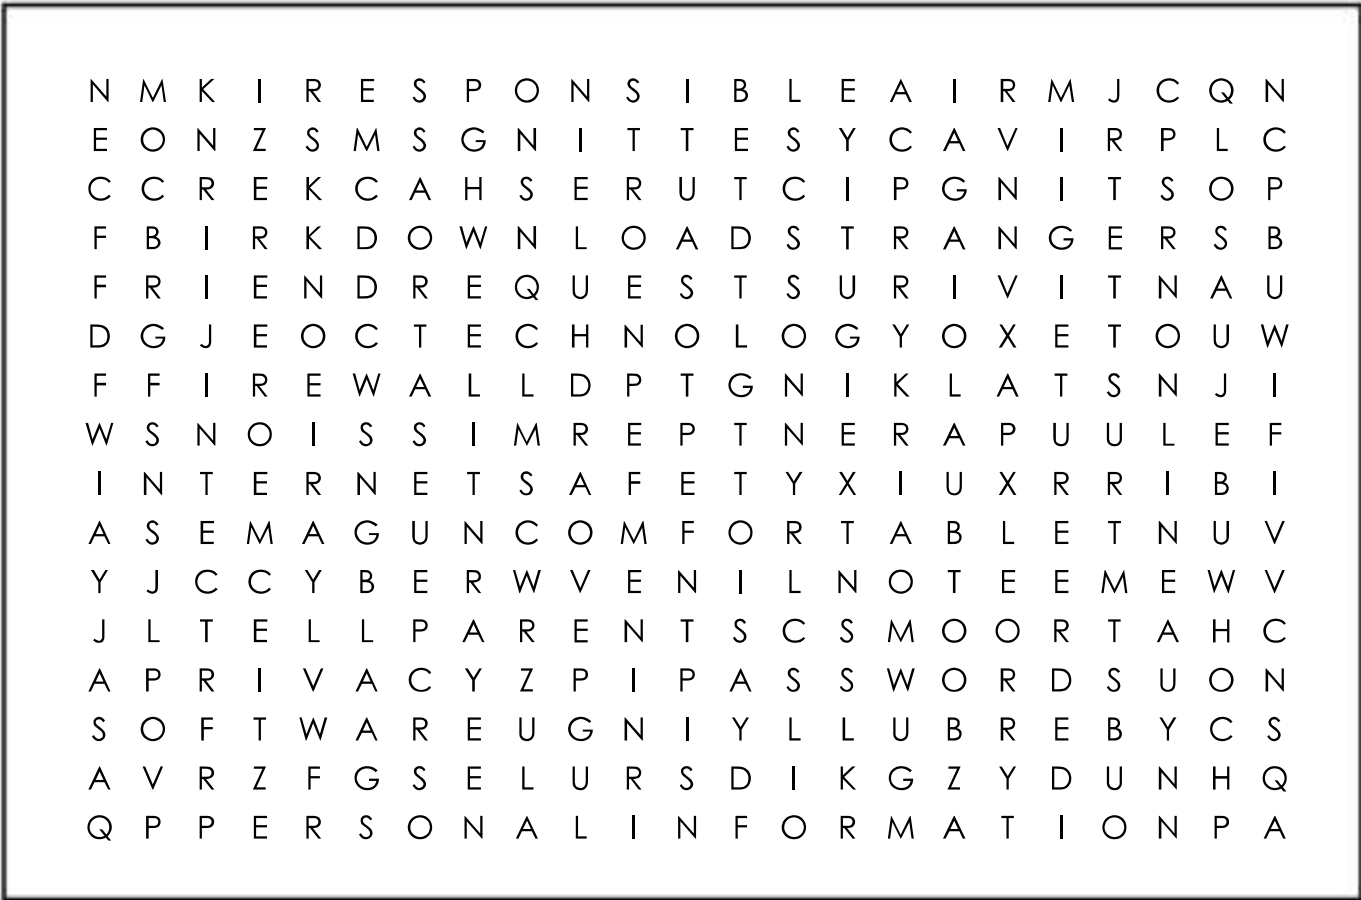 N M K I R E S P O N S I B L E A I R M J C Q N
E O N Z S M S G N I T T E S Y C A V I R P L C
C C R E K C A H S E R U T C I P G N I T S O P
F B I R K D O W N L O A D S T R A N G E R S B
F R I E N D R E Q U E S T S U R I V I T N A U
D G J E O C T E C H N O L O G Y O X E T O U W
F F I R E W A L L D P T G N I K L A T S N J I
W S N O I S S I M R E P T N E R A P U U L E F
I N T E R N E T S A F E T Y X I U X R R I B I
A S E M A G U N C O M F O R T A B L E T N U V
Y J C C Y B E R W V E N I L N O T E E M E W V
J L T E L L P A R E N T S C S M O O R T A H C
A P R I V A C Y Z P I P A S S W O R D S U O N
S O F T W A R E U G N I Y L L U B R E B Y C S
A V R Z F G S E L U R S D I K G Z Y D U N H Q
Q P P E R S O N A L I N F O R M A T I O N P A